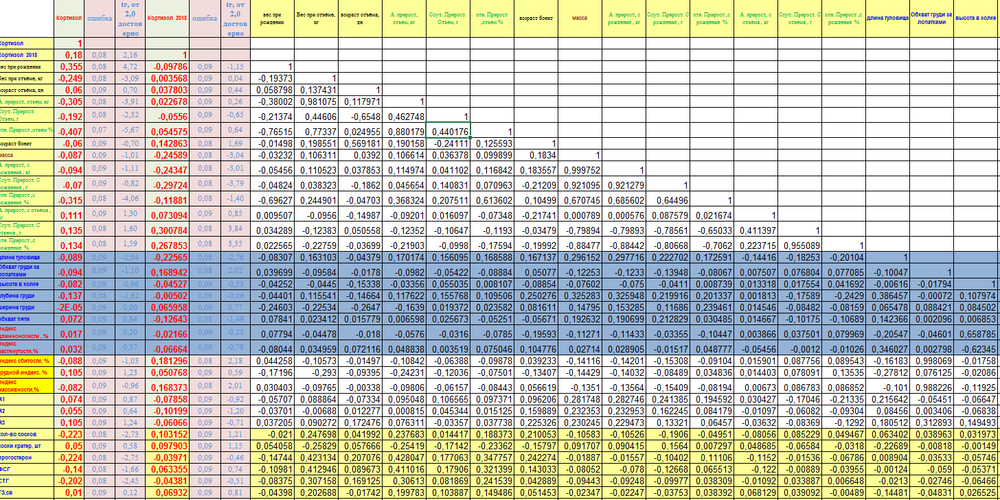 Кортизол ошибка tr, от 2,0 достоверно Кортизол 2018 ошибка tr, от 2,0 достоверно вес при рождении Вес при отъёме, кг возраст отъёма, дн А. прирост, отъем, кг Ссут. Прирост. Отъем, г отн. Прирост ,отъем % возраст бонит масса А. прирост, с рождения , кг Ссут. Прирост. С рождения , г отн. Прирост ,с рождения % А. прирост, с отъема , кг Ссут. Прирост. С отъема , г отн. Прирост ,с рождения % длина туловища Обхват груди за лопатками высота в холке
Кортизол 1
Кортизол 2018 0,18 0,08 2,16 1
вес при рождении 0,355 0,08 4,72 -0,09786 0,09 -1,15 1
Вес при отъёме, кг -0,249 0,08 -3,09 0,003568 0,09 0,04 -0,19373 1
возраст отъёма, дн 0,06 0,09 0,70 0,037803 0,09 0,44 0,058798 0,137431 1
А. прирост, отъем, кг -0,305 0,08 -3,91 0,022678 0,09 0,26 -0,38002 0,981075 0,117971 1
Ссут. Прирост. Отъем, г -0,192 0,08 -2,32 -0,0556 0,09 -0,65 -0,21374 0,44606 -0,6548 0,462748 1
отн. Прирост ,отъем % -0,407 0,07 -5,67 0,054575 0,09 0,64 -0,76515 0,77337 0,024955 0,880179 0,440176 1
возраст бонит -0,06 0,09 -0,70 0,142863 0,08 1,69 -0,01498 0,198551 0,569181 0,190158 -0,24111 0,125593 1
масса -0,087 0,09 -1,01 -0,24589 0,08 -3,04 -0,03232 0,106311 0,0392 0,106614 0,036378 0,099899 0,1834 1
А. прирост, с рождения , кг -0,094 0,09 -1,11 -0,24347 0,08 -3,01 -0,05456 0,110523 0,037853 0,114974 0,041102 0,116842 0,183557 0,999752 1
Ссут. Прирост. С рождения , г -0,07 0,09 -0,82 -0,29724 0,08 -3,79 -0,04824 0,038323 -0,1862 0,045654 0,140831 0,070963 -0,21209 0,921095 0,921279 1
отн. Прирост ,с рождения % -0,315 0,08 -4,06 -0,11881 0,08 -1,40 -0,69627 0,244901 -0,04703 0,368324 0,207511 0,613602 0,10499 0,670745 0,685602 0,64496 1
А. прирост, с отъема , кг 0,111 0,09 1,30 0,073094 0,09 0,85 0,009507 -0,0956 -0,14987 -0,09201 0,016097 -0,07348 -0,21741 0,000789 0,000576 0,087579 0,021674 1
Ссут. Прирост. С отъема , г 0,135 0,08 1,60 0,300784 0,08 3,84 0,034289 -0,12383 0,050558 -0,12352 -0,10647 -0,1193 -0,03479 -0,79894 -0,79893 -0,78561 -0,65033 0,411397 1
отн. Прирост ,с рождения % 0,134 0,08 1,59 0,267853 0,08 3,35 0,022565 -0,22759 -0,03699 -0,21903 -0,0998 -0,17594 -0,19992 -0,88477 -0,88442 -0,80668 -0,7062 0,223715 0,955089 1
длина туловища -0,089 0,09 -1,04 -0,22565 0,08 -2,76 -0,08307 0,163103 -0,04379 0,170174 0,156095 0,168588 0,167137 0,296152 0,297716 0,222702 0,172591 -0,14416 -0,18253 -0,20104 1
Обхват груди за лопатками -0,094 0,09 -1,10 0,168942 0,08 2,02 0,039699 -0,09584 -0,0178 -0,0982 -0,05422 -0,08884 0,05077 -0,12253 -0,1233 -0,13948 -0,08067 0,007507 0,076804 0,077085 -0,10047 1
высота в холке -0,082 0,09 -0,96 -0,04527 0,09 -0,53 -0,04252 -0,0445 -0,15338 -0,03356 0,055035 0,008107 -0,08854 -0,07602 -0,075 -0,0411 0,008739 0,013318 0,017554 0,041692 -0,00616 -0,01794 1
глубина груди -0,137 0,08 -1,62 -0,00502 0,09 -0,06 -0,04401 0,115541 -0,14664 0,117622 0,155768 0,109506 0,250276 0,325283 0,325948 0,219916 0,201337 0,001813 -0,17589 -0,2429 0,386457 -0,00072 0,107974
ширина груди -2E-05 0,09 0,00 0,065958 0,09 0,77 -0,24603 -0,22534 -0,2647 -0,1639 0,019372 0,023582 0,081611 0,14795 0,153285 0,11686 0,239461 0,014546 -0,08482 -0,08159 0,065478 0,088421 0,084502
Обхват пяти 0,072 0,09 0,84 -0,12643 0,08 -1,49 0,07841 0,023412 0,015779 0,006598 0,025673 -0,05251 -0,05671 0,192632 0,190699 0,212829 0,030485 0,014667 -0,10175 -0,10689 0,142366 0,002096 0,006853
индекс длинноногисти , % 0,017 0,09 0,20 -0,02166 0,09 -0,25 0,07794 -0,04478 -0,018 -0,0576 -0,0316 -0,0785 -0,19593 -0,11271 -0,11433 -0,03355 -0,10447 0,003866 0,037501 0,079969 -0,20547 -0,04601 0,658785
индекс растянутости,% 0,032 0,09 0,37 -0,06664 0,09 -0,78 -0,08044 0,034959 0,072116 0,048838 0,003519 0,075046 0,104776 0,02714 0,028905 -0,01517 0,048777 -0,05456 -0,0012 -0,01026 0,346027 0,002798 -0,62345
индекс сбитости, % -0,088 0,09 -1,03 0,181296 0,08 2,18 0,044258 -0,10573 -0,01497 -0,10842 -0,06388 -0,09878 0,039233 -0,14116 -0,14201 -0,15308 -0,09104 0,015901 0,087756 0,089543 -0,16183 0,998069 -0,01758
грудной индекс, % 0,105 0,09 1,23 0,050768 0,09 0,59 -0,17196 -0,293 -0,09395 -0,24231 -0,12036 -0,07501 -0,13407 -0,14429 -0,14032 -0,08489 0,034836 0,014403 0,078091 0,13535 -0,27812 0,076125 -0,02086
индекс массивности,% -0,082 0,09 -0,96 0,168373 0,08 2,01 0,030403 -0,09765 -0,00338 -0,09806 -0,06157 -0,08443 0,056619 -0,1351 -0,13564 -0,15409 -0,08194 0,00673 0,086783 0,086852 -0,101 0,988226 -0,11925
R1 0,074 0,09 0,87 -0,07858 0,09 -0,92 -0,05707 0,088864 -0,07334 0,095048 0,106565 0,097371 0,096206 0,281748 0,282746 0,241385 0,194592 0,030427 -0,17046 -0,21335 0,215642 -0,05451 -0,06647
R2 0,055 0,09 0,64 -0,10199 0,08 -1,20 -0,03701 -0,00688 0,012277 0,000815 0,045344 0,015128 0,159889 0,232353 0,232953 0,162245 0,084179 -0,01097 -0,06082 -0,09304 0,08456 0,003406 -0,06838
R3 0,105 0,09 1,24 -0,06066 0,09 -0,71 0,037205 0,090272 0,172476 0,076311 -0,03357 0,037738 0,225326 0,230245 0,229473 0,13321 0,06457 -0,03632 -0,08369 -0,1292 0,180512 0,312893 0,149493
кол-во сосков -0,223 0,08 -2,73 0,103152 0,09 1,21 -0,021 0,247698 0,041992 0,237683 0,014417 0,188373 0,210053 -0,10583 -0,10526 -0,1906 -0,04951 -0,08056 0,085229 0,049467 0,063402 0,038963 0,031973
соски кратер, шт 0,05 0,09 0,58 0,097903 0,09 1,15 0,054058 -0,25829 0,057666 -0,25419 -0,17142 -0,23362 -0,15797 0,091707 0,090415 0,1564 0,007297 0,048685 -0,06584 -0,0318 -0,22689 -0,00818 -0,00149
прогостерон -0,224 0,08 -2,75 -0,03971 0,09 -0,46 -0,14744 0,423134 0,207076 0,428047 0,177063 0,347757 0,242274 -0,01887 -0,01557 -0,10402 0,11106 -0,1152 -0,01536 -0,06786 0,008904 -0,03533 -0,05746
ФСГ -0,14 0,08 -1,66 0,063355 0,09 0,74 -0,10981 0,412946 0,089673 0,411016 0,17906 0,321399 0,143033 -0,08052 -0,078 -0,12668 0,065513 -0,122 -0,00889 -0,03955 -0,00124 -0,059 -0,05371
СТГ -0,202 0,08 -2,45 -0,04381 0,09 -0,51 -0,08375 0,307158 0,169125 0,30613 0,081869 0,241539 0,042889 -0,09443 -0,09248 -0,09977 0,038309 -0,01092 0,033887 0,006648 -0,0213 -0,02746 -0,06466
Т3,св 0,01 0,09 0,12 0,06932 0,09 0,81 -0,04398 0,202688 -0,01742 0,199783 0,103887 0,149486 0,051453 -0,02347 -0,02247 -0,03753 0,038392 0,068129 0,039092 -0,00489 -0,14481 -0,04831 0,026525